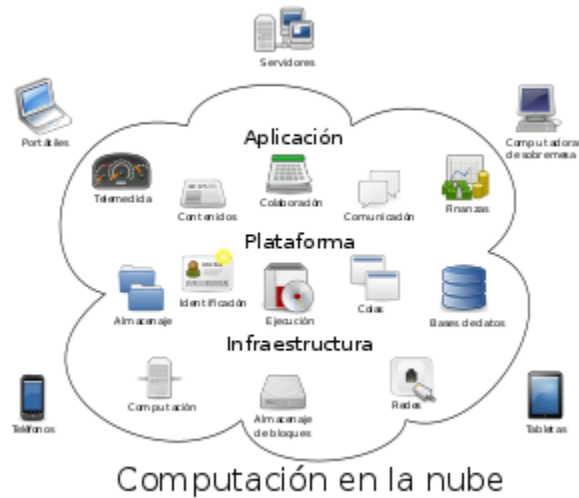 Servidores
Portátiles
Computadoras
de sobremesa
Aplicación
Telemedida
Contenidos
Colaboración
Comunicación
Finanzas
Plataforma
Almacenaje
Identificación
Ejecución
Colas
Bases de datos
Infraestructura
Computación
Almacenaje
de bloques
Redes
Teléfonos
Tabletas
Computación en la nube